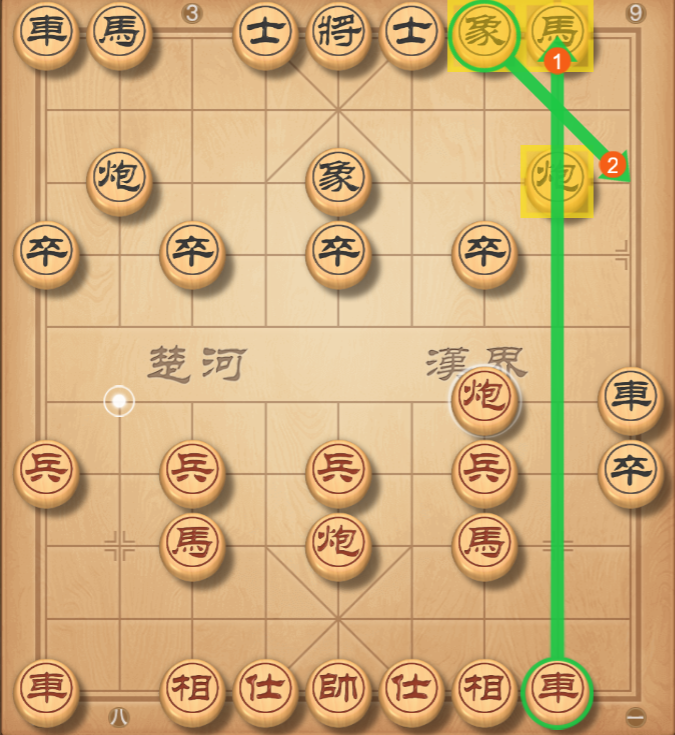 3 9
車 馬 士 將 士 象 馬
1
炮 象 炮 2
卒 卒 卒 卒
楚河 漢界
炮 車
兵 兵 兵 兵 卒
馬 炮 馬
車 相 仕 帥 仕 相 車
八 一